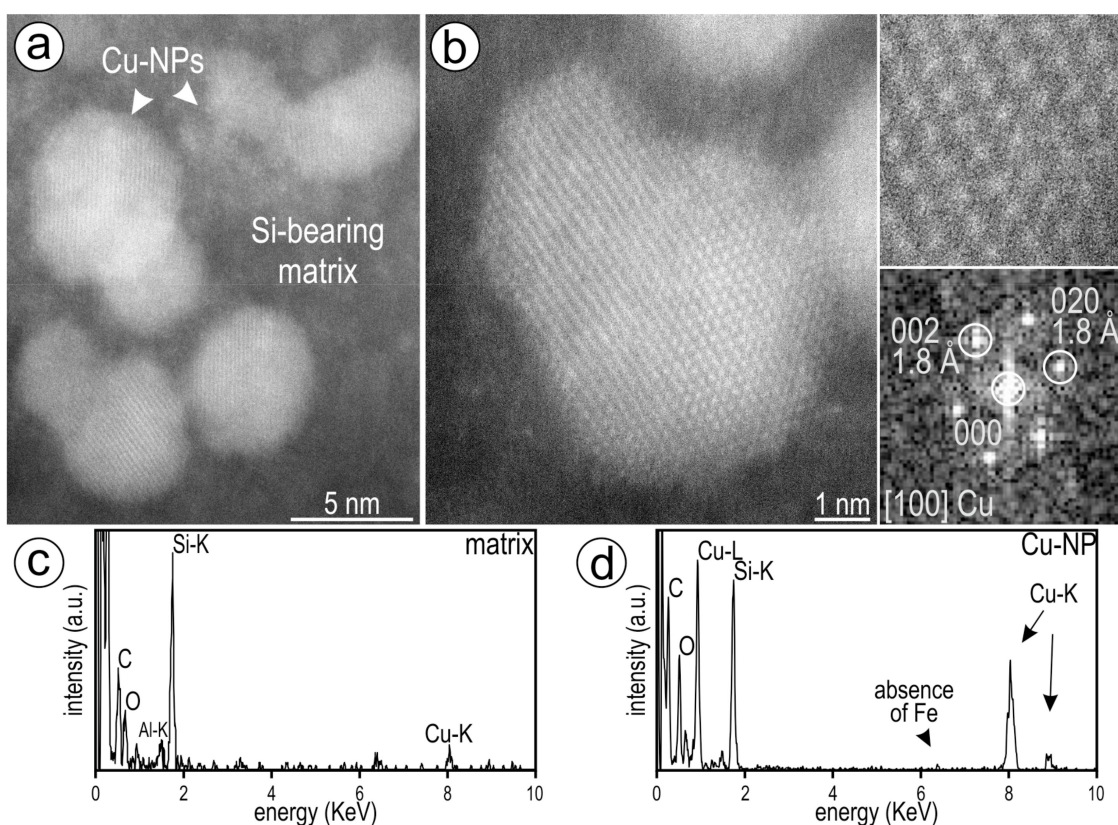 a
Cu-NPs
Si-bearing
matrix
5 nm
b
1 nm
020
1.8 Å
002
1.8 Å
000
[100] Cu
c
matrix
Si-K
C
O
Al-K
Cu-K
intensity (a.u.)
0 2 4 6 8 10
energy (KeV)
d
Cu-NP
Cu-L
Si-K
C
O
Cu-K
absence
of Fe
intensity (a.u.)
0 2 4 6 8 10
energy (KeV)